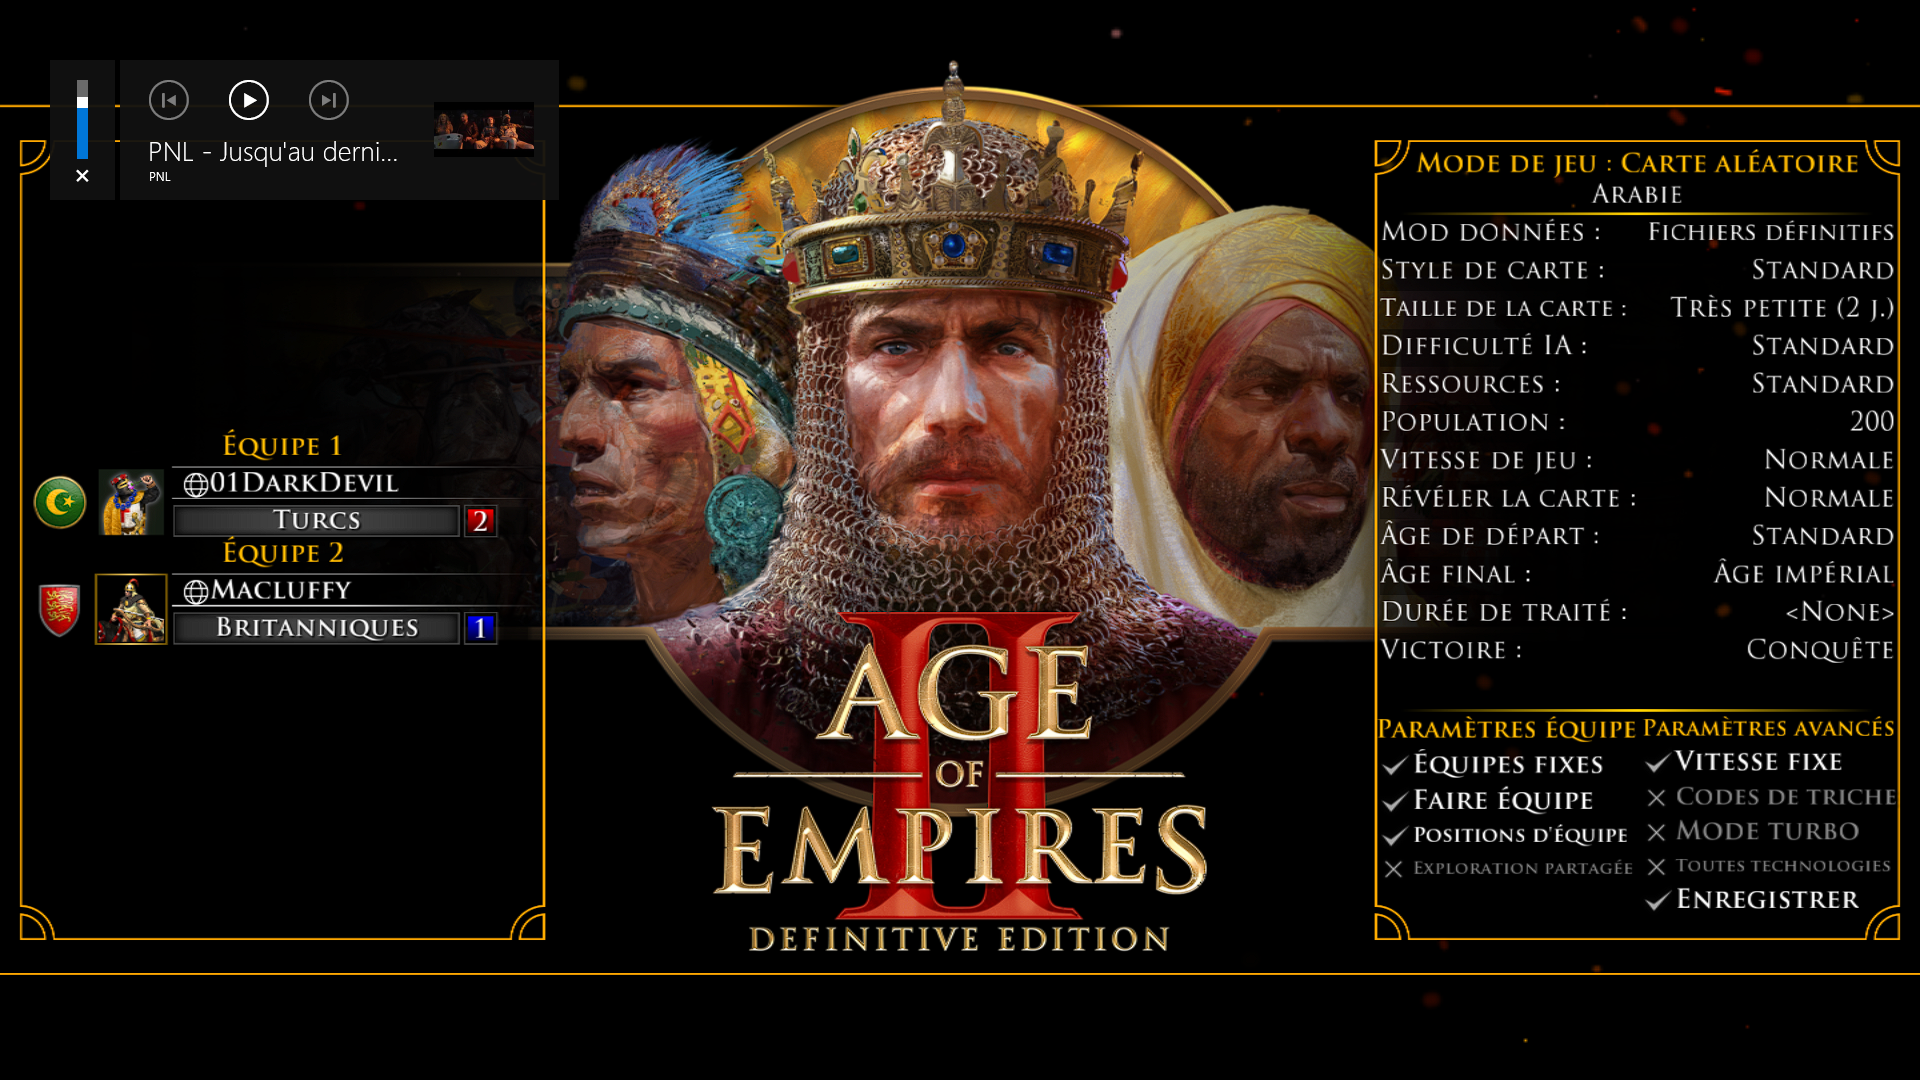 PNL - Jusqu'au derni...
PNL
Équipe 1
01DarkDevil
Turcs
2
Équipe 2
Macluffy
Britanniques
1
AGE
II
OF
EMPIRES
DEFINITIVE EDITION
Mode de jeu : Carte aléatoire
Arabie
Mod données : Fichiers définitifs
Style de carte : Standard
Taille de la carte : Très petite (2 j.)
Difficulté IA : Standard
Ressources : Standard
Population : 200
Vitesse de jeu : Normale
Révéler la carte : Normale
Âge de départ : Standard
Âge final : Âge impérial
Durée de traité : <None>
Victoire : Conquête
Paramètres équipe Paramètres avancés
Équipes fixes Vitesse fixe
Faire équipe Codes de triche
Positions d'équipe Mode turbo
Exploration partagée Toutes technologies
Enregistrer